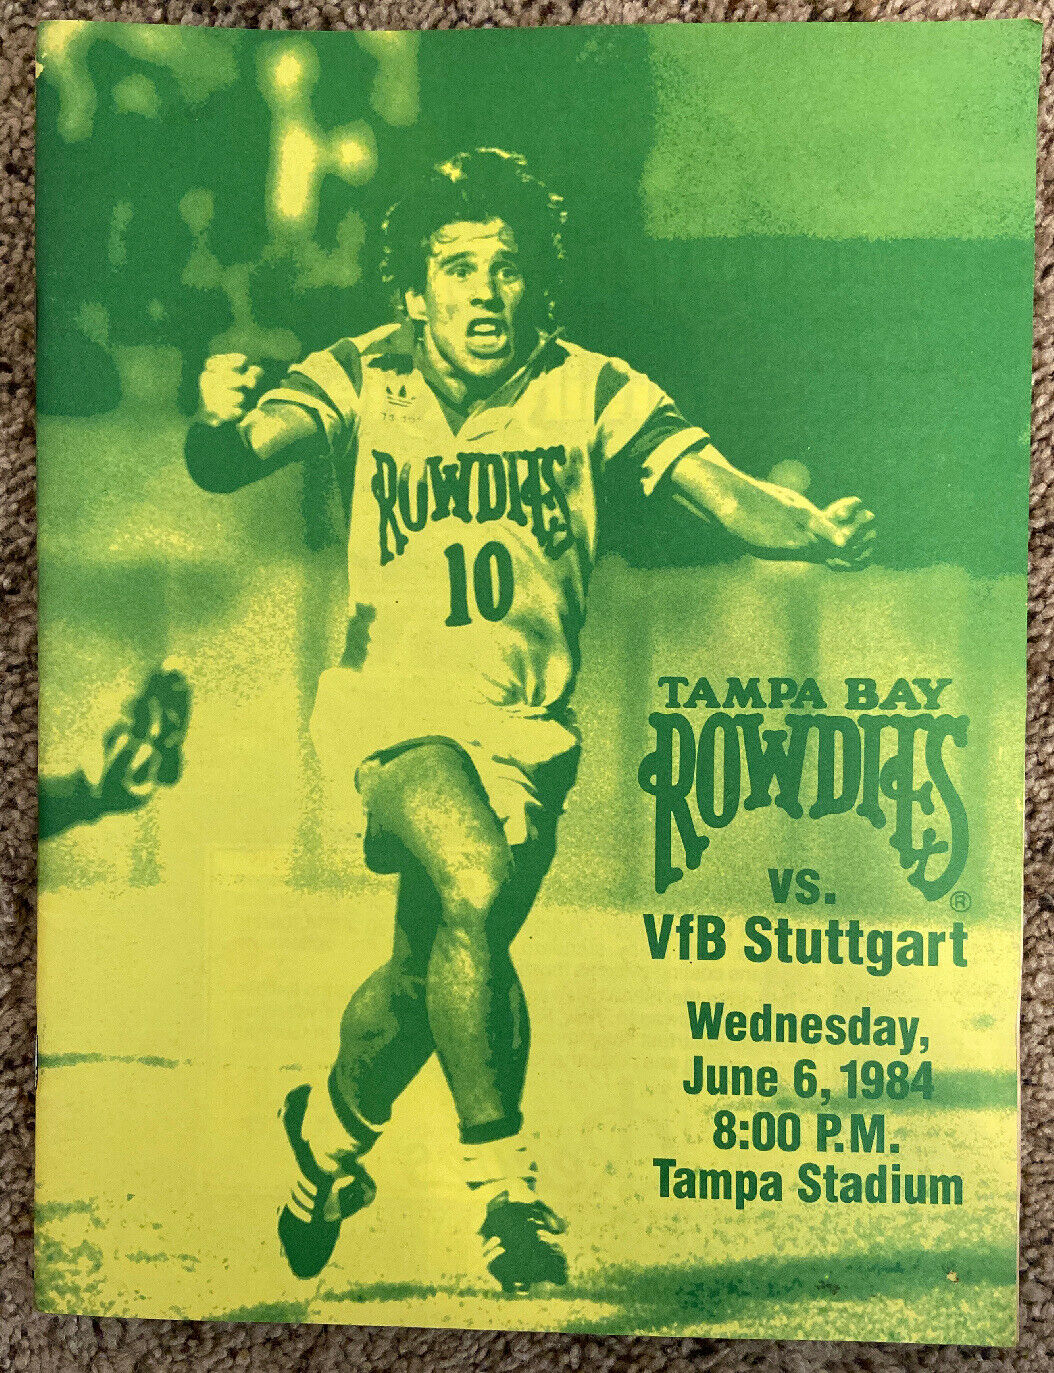 ROWDIES
10
TAMPA BAY
ROWDIES
®
vs.
VfB Stuttgart
Wednesday,
June 6, 1984
8:00 P.M.
Tampa Stadium